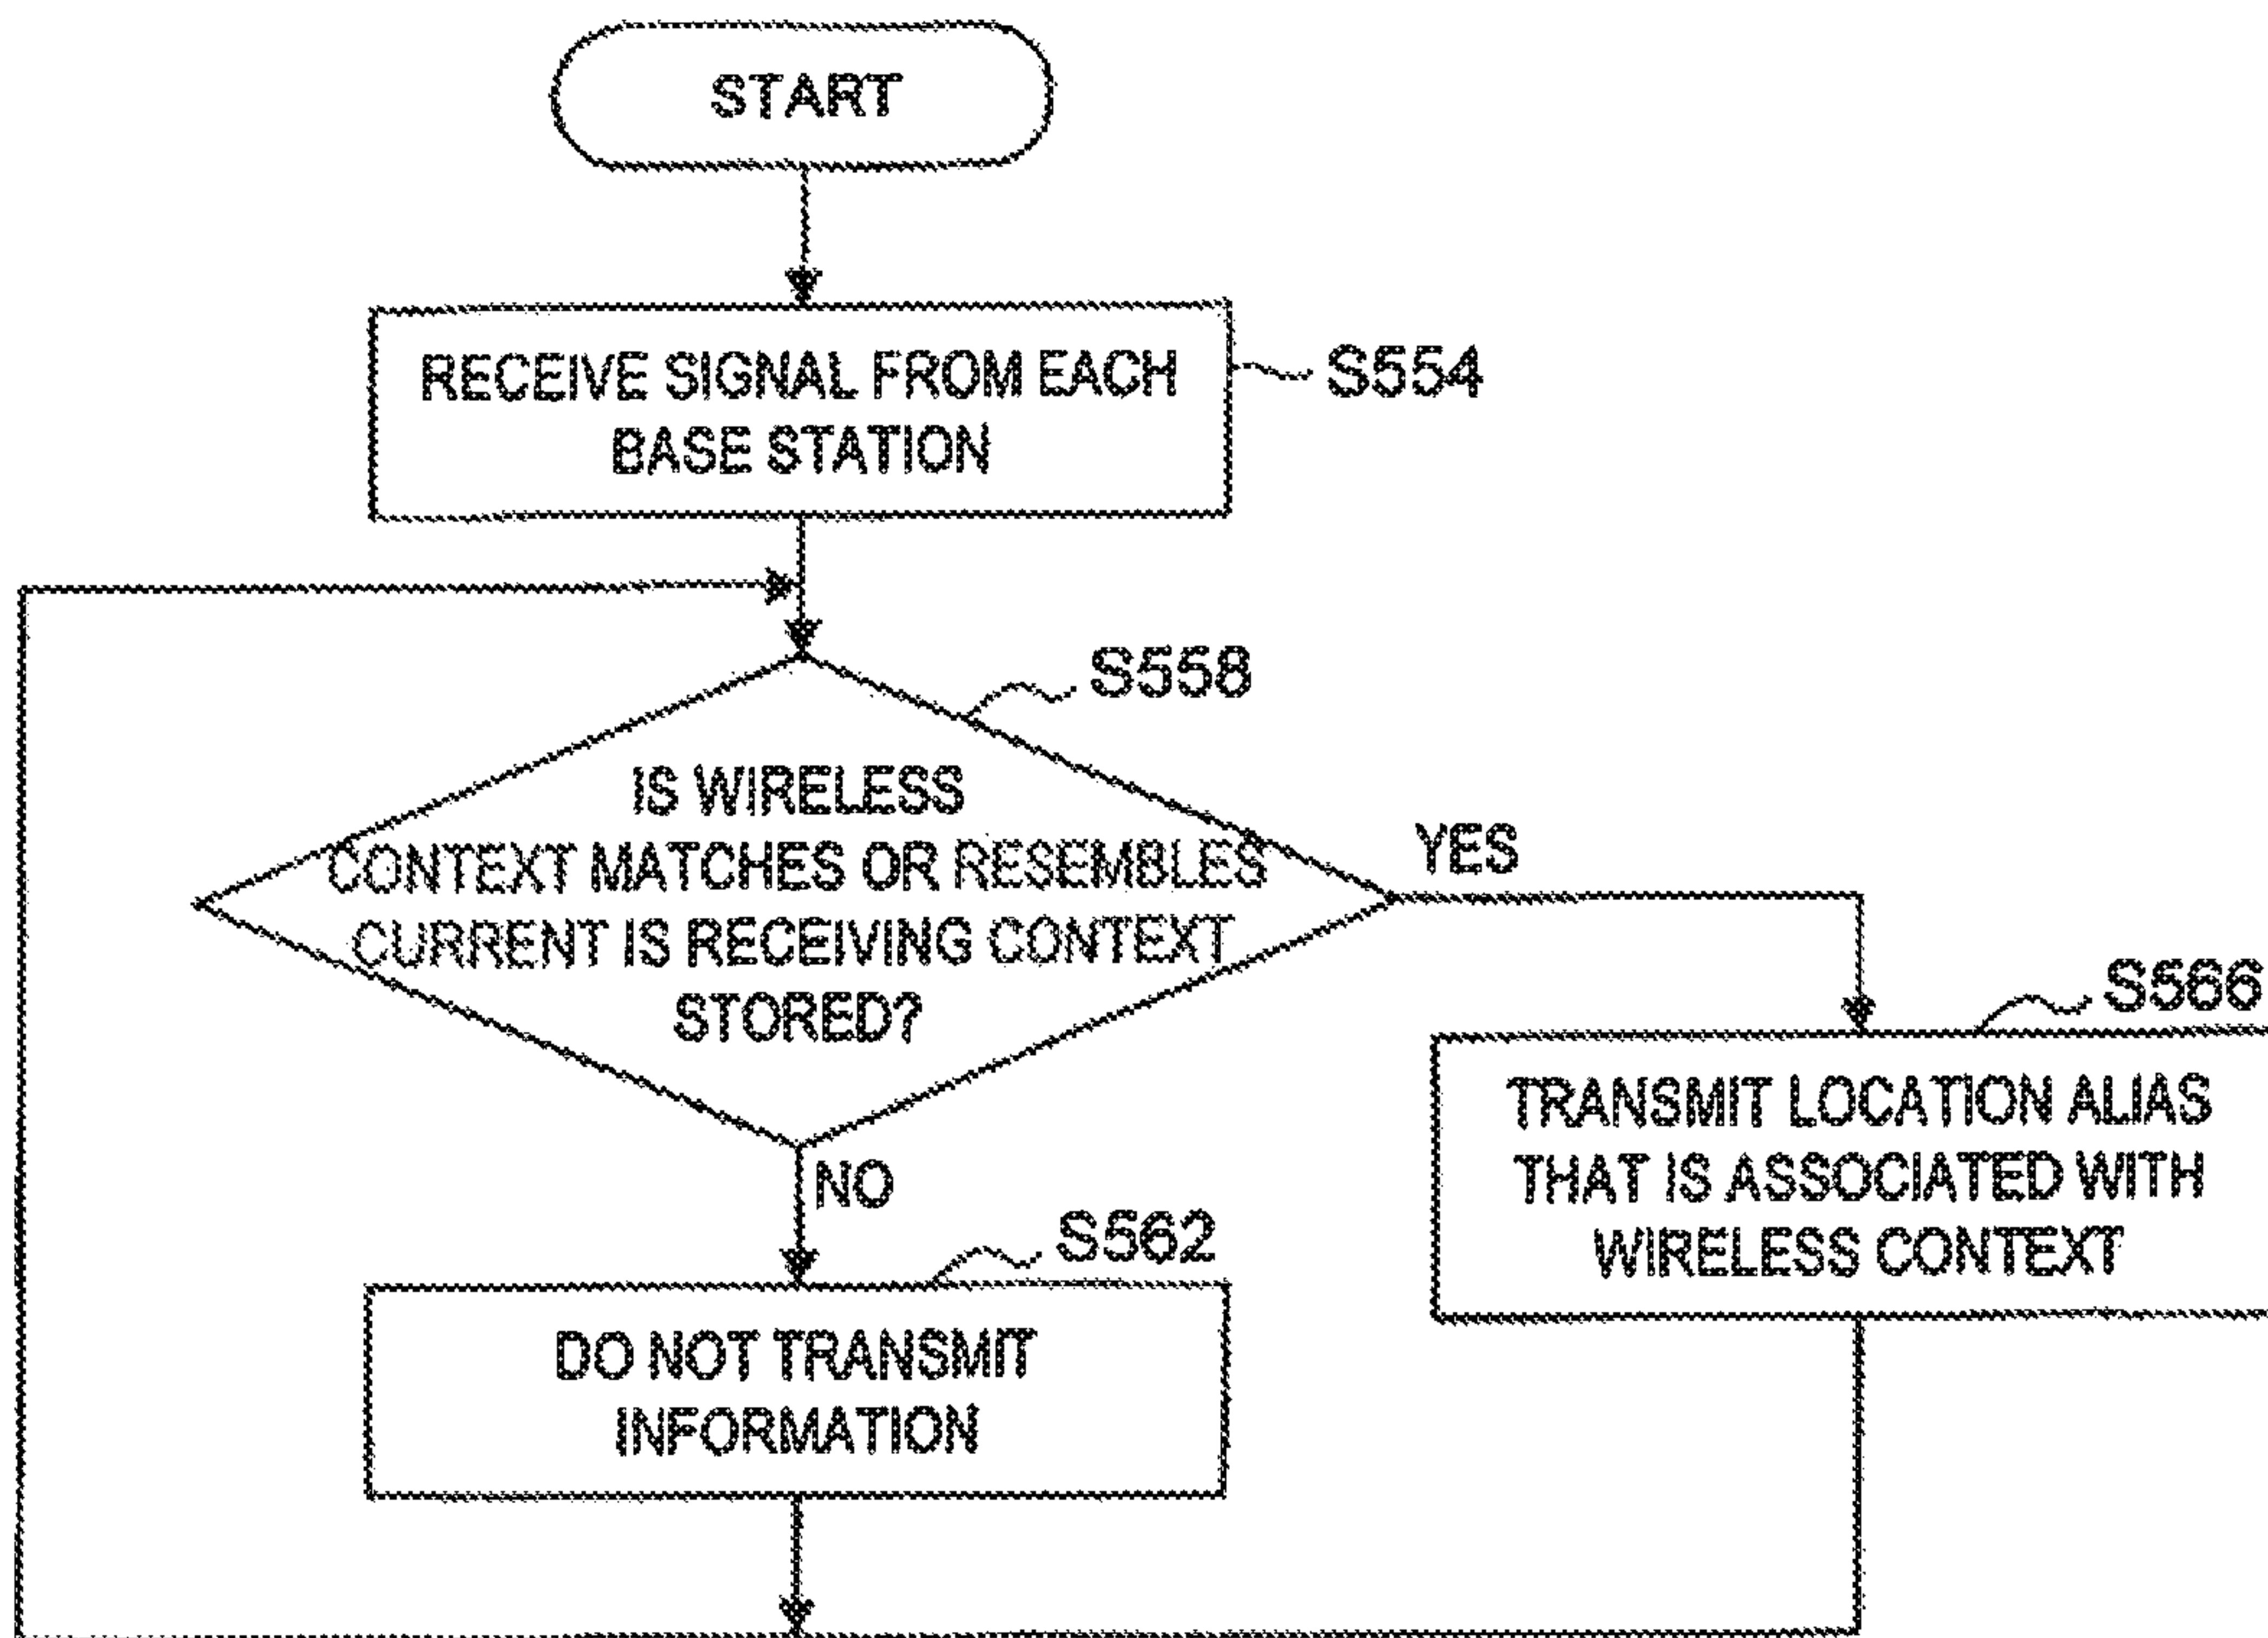 START
RECEIVE SIGNAL FROM EACH
BASE STATION
S554
S558
IS WIRELESS
CONTEXT MATCHES OR RESEMBLES
CURRENT IS RECEIVING CONTEXT
STORED?
YES
S566
TRANSMIT LOCATION ALIAS
THAT IS ASSOCIATED WITH
WIRELESS CONTEXT
NO
S562
DO NOT TRANSMIT
INFORMATION